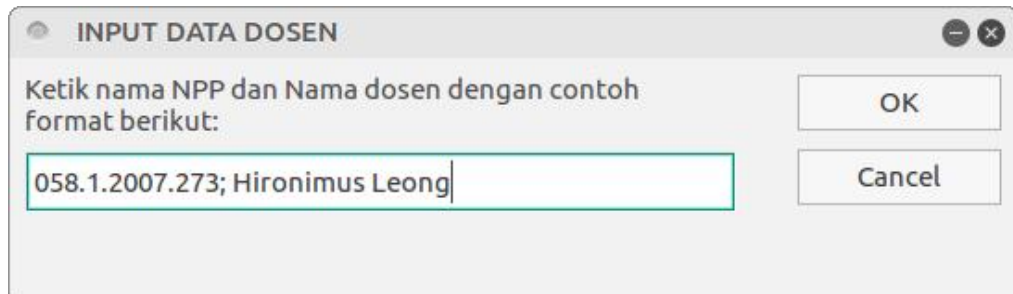 INPUT DATA DOSEN
Ketik nama NPP dan Nama dosen dengan contoh
format berikut:
OK
058.1.2007.273; Hironimus Leong
Cancel